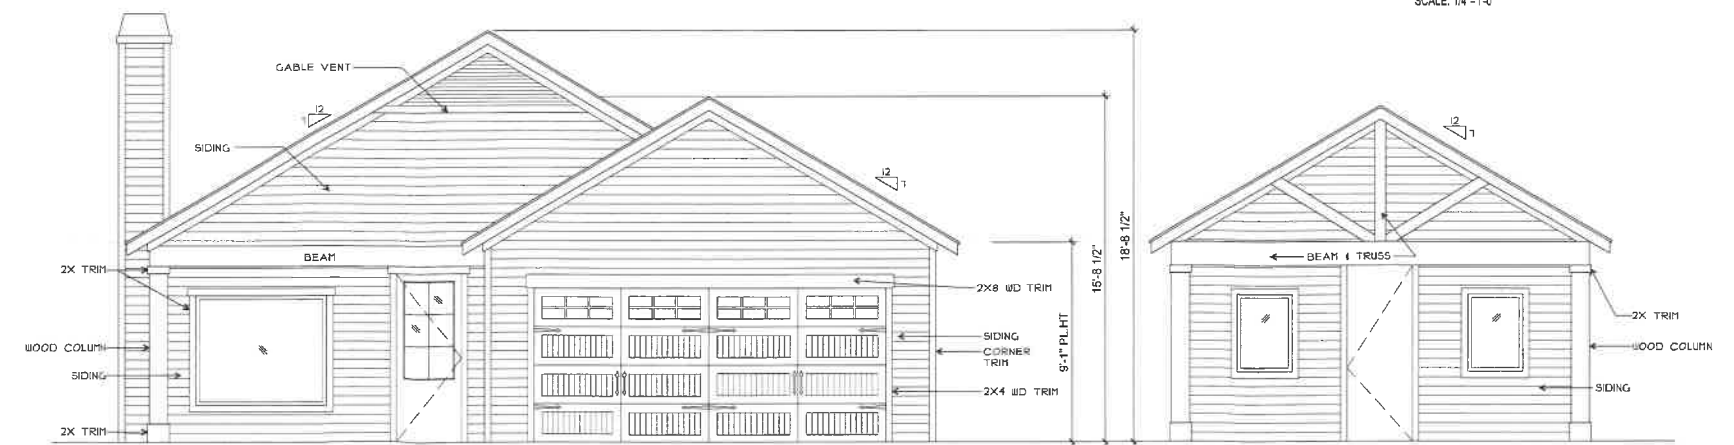 SCALE: 1/4"=1'-0"
GABLE VENT
12
7
SIDING
12
7
BEAM
2X TRIM
WOOD COLUMN
SIDING
2X TRIM
2X8 WD TRIM
SIDING
CORNER
TRIM
2X4 WD TRIM
9'-1" PL. HT
15'-8 1/2"
18'-8 1/2"
12
7
BEAM & TRUSS
2X TRIM
WOOD COLUMN
SIDING